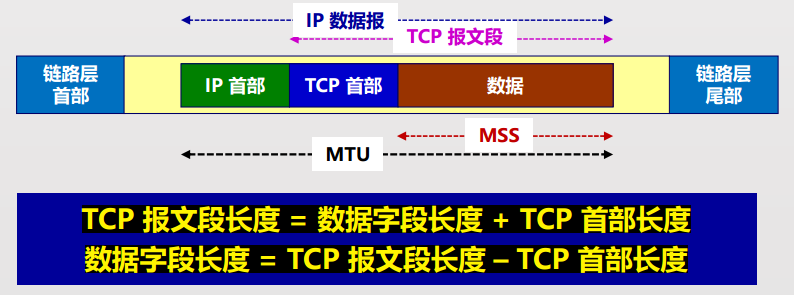 IP 数据报
TCP 报文段
链路层
首部
IP 首部
TCP 首部
数据
链路层
尾部
MSS
MTU
TCP 报文段长度 = 数据字段长度 + TCP 首部长度
数据字段长度 = TCP 报文段长度 – TCP 首部长度